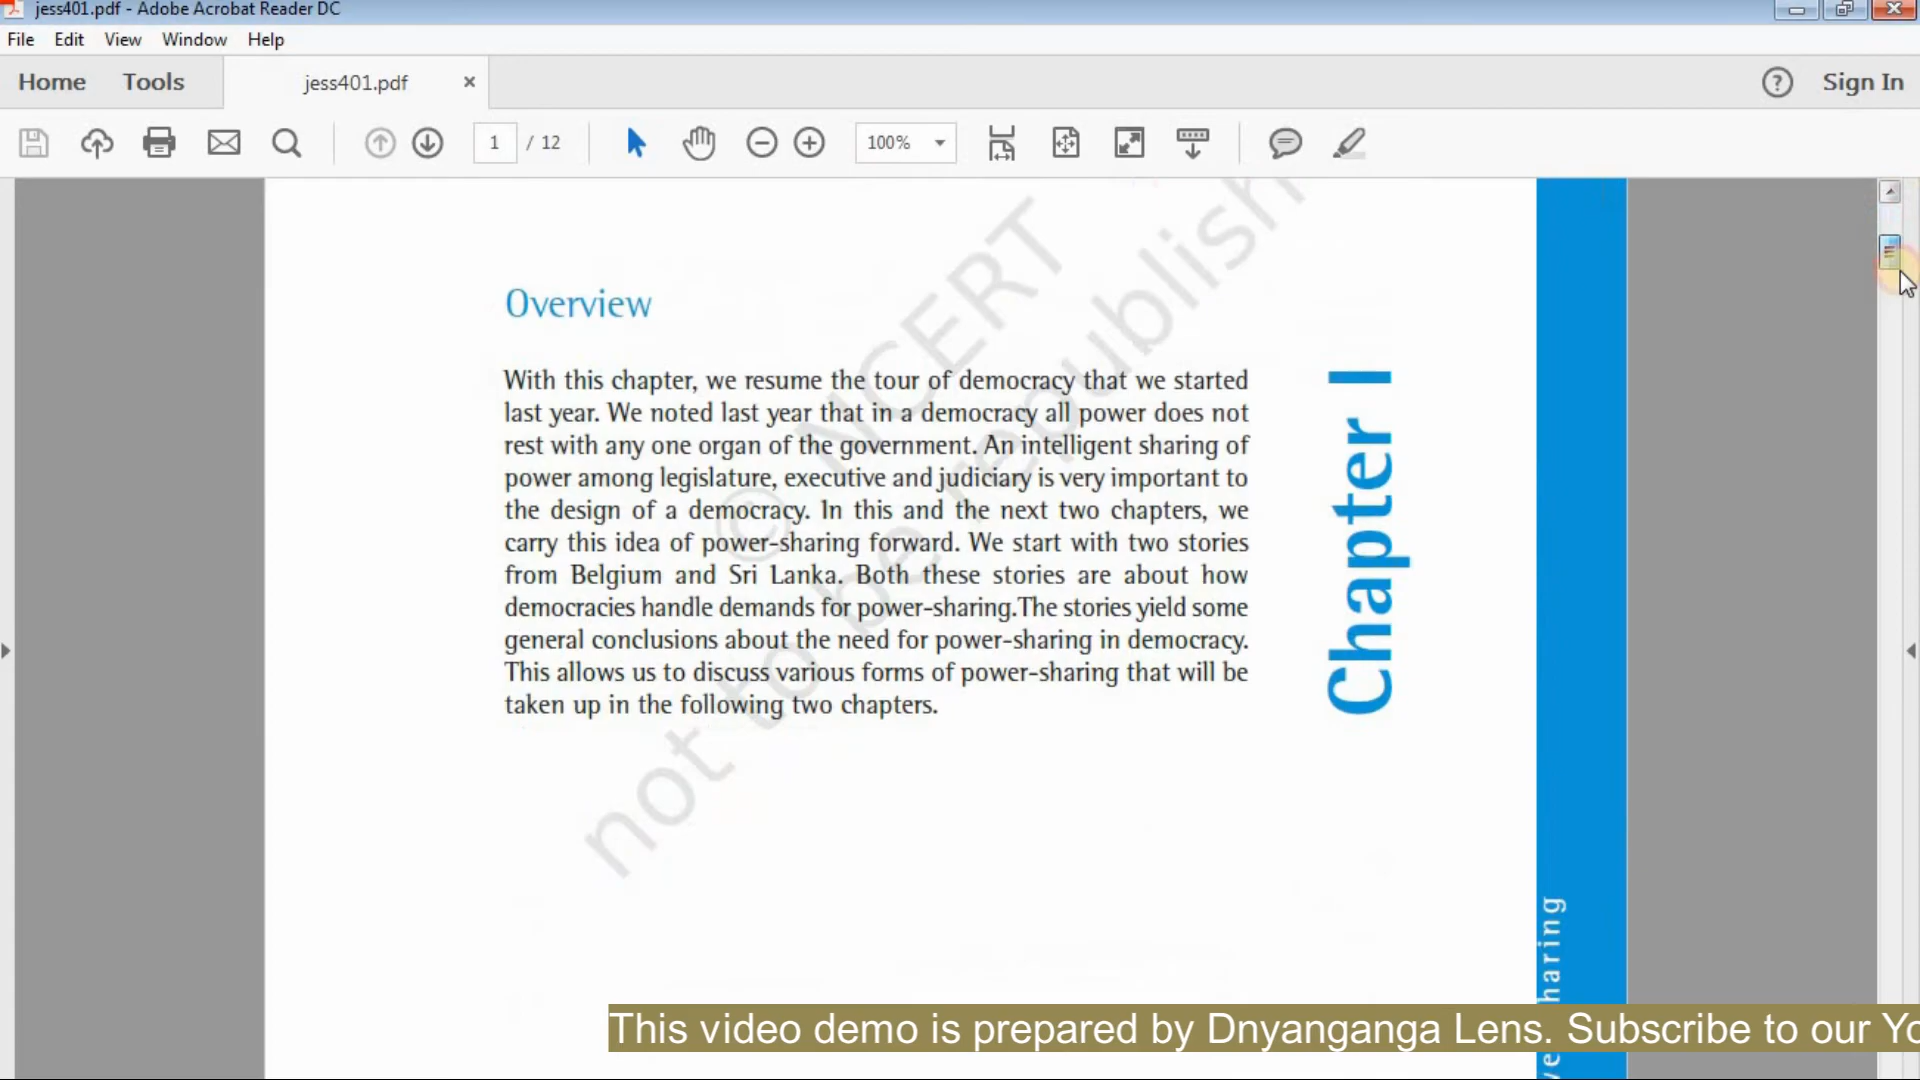 jess401.pdf - Adobe Acrobat Reader DC
File Edit View Window Help
Home Tools jess401.pdf × ? Sign In
1 / 12 100%
© NCERT
not to be republish
Overview
With this chapter, we resume the tour of democracy that we started
last year. We noted last year that in a democracy all power does not
rest with any one organ of the government. An intelligent sharing of
power among legislature, executive and judiciary is very important to
the design of a democracy. In this and the next two chapters, we
carry this idea of power-sharing forward. We start with two stories
from Belgium and Sri Lanka. Both these stories are about how
democracies handle demands for power-sharing.The stories yield some
general conclusions about the need for power-sharing in democracy.
This allows us to discuss various forms of power-sharing that will be
taken up in the following two chapters.
Chapter I
haring
This video demo is prepared by Dnyanganga Lens. Subscribe to our Yo